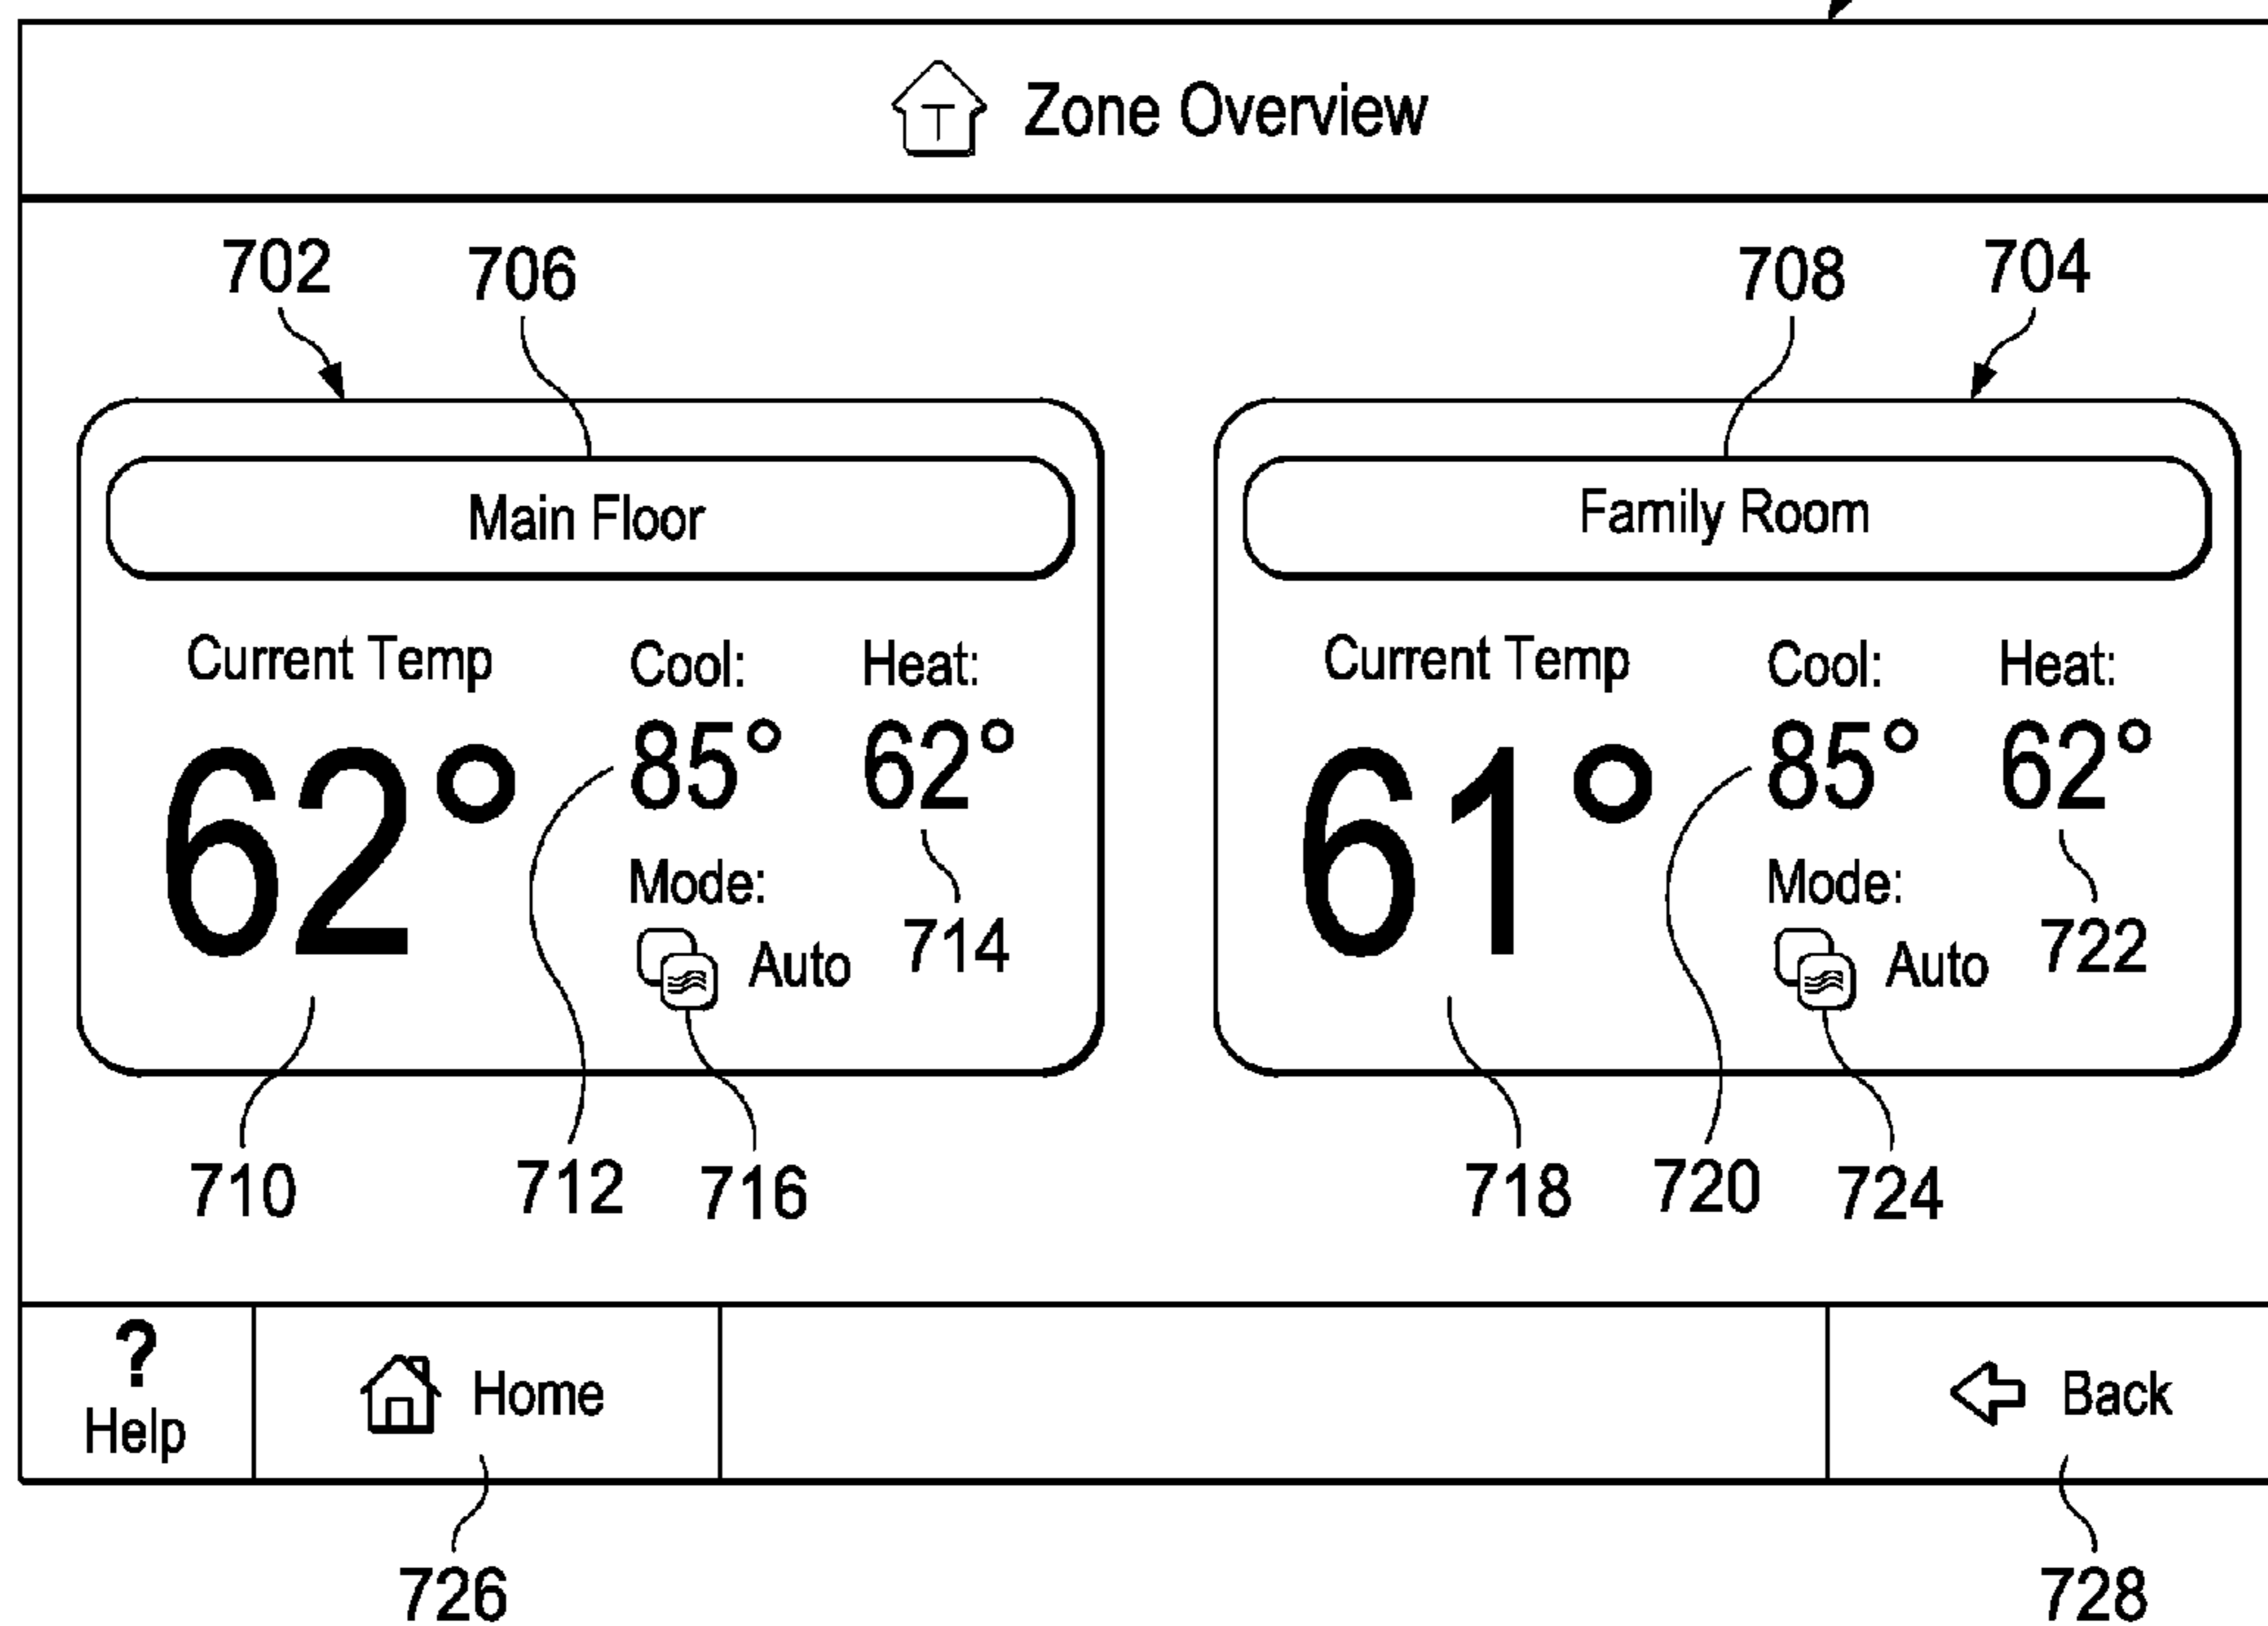 T Zone Overview
702 706 708 704
Main Floor
Current Temp Cool: Heat:
62° 85° 62°
Mode:
Auto
714
710 712 716
Family Room
Current Temp Cool: Heat:
61° 85° 62°
Mode:
Auto
722
718 720 724
? Help
Home
Back
726 728